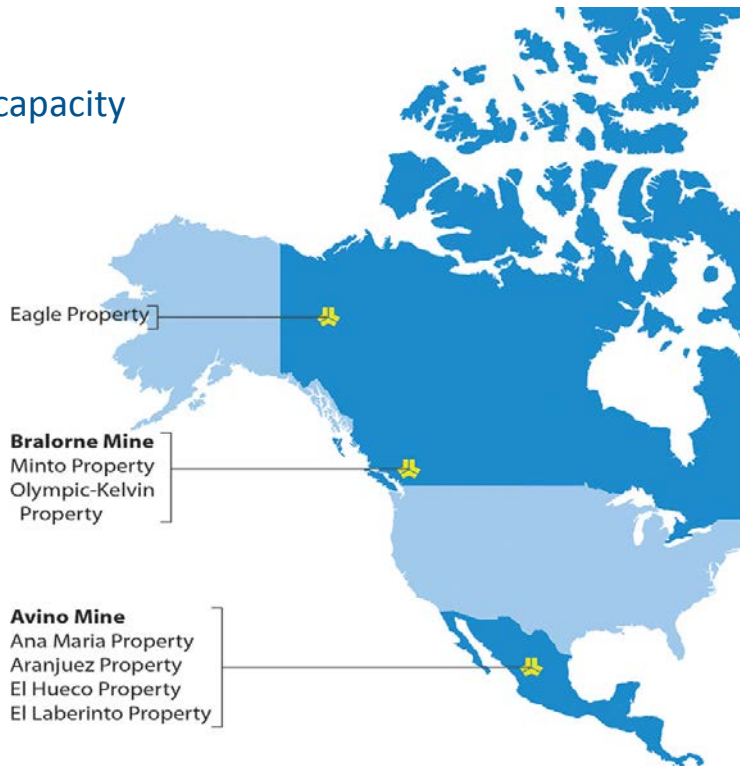 capacity
Eagle Property
Bralorne Mine
Minto Property
Olympic-Kelvin
Property
Avino Mine
Ana Maria Property
Aranjuez Property
El Hueco Property
El Laberinto Property